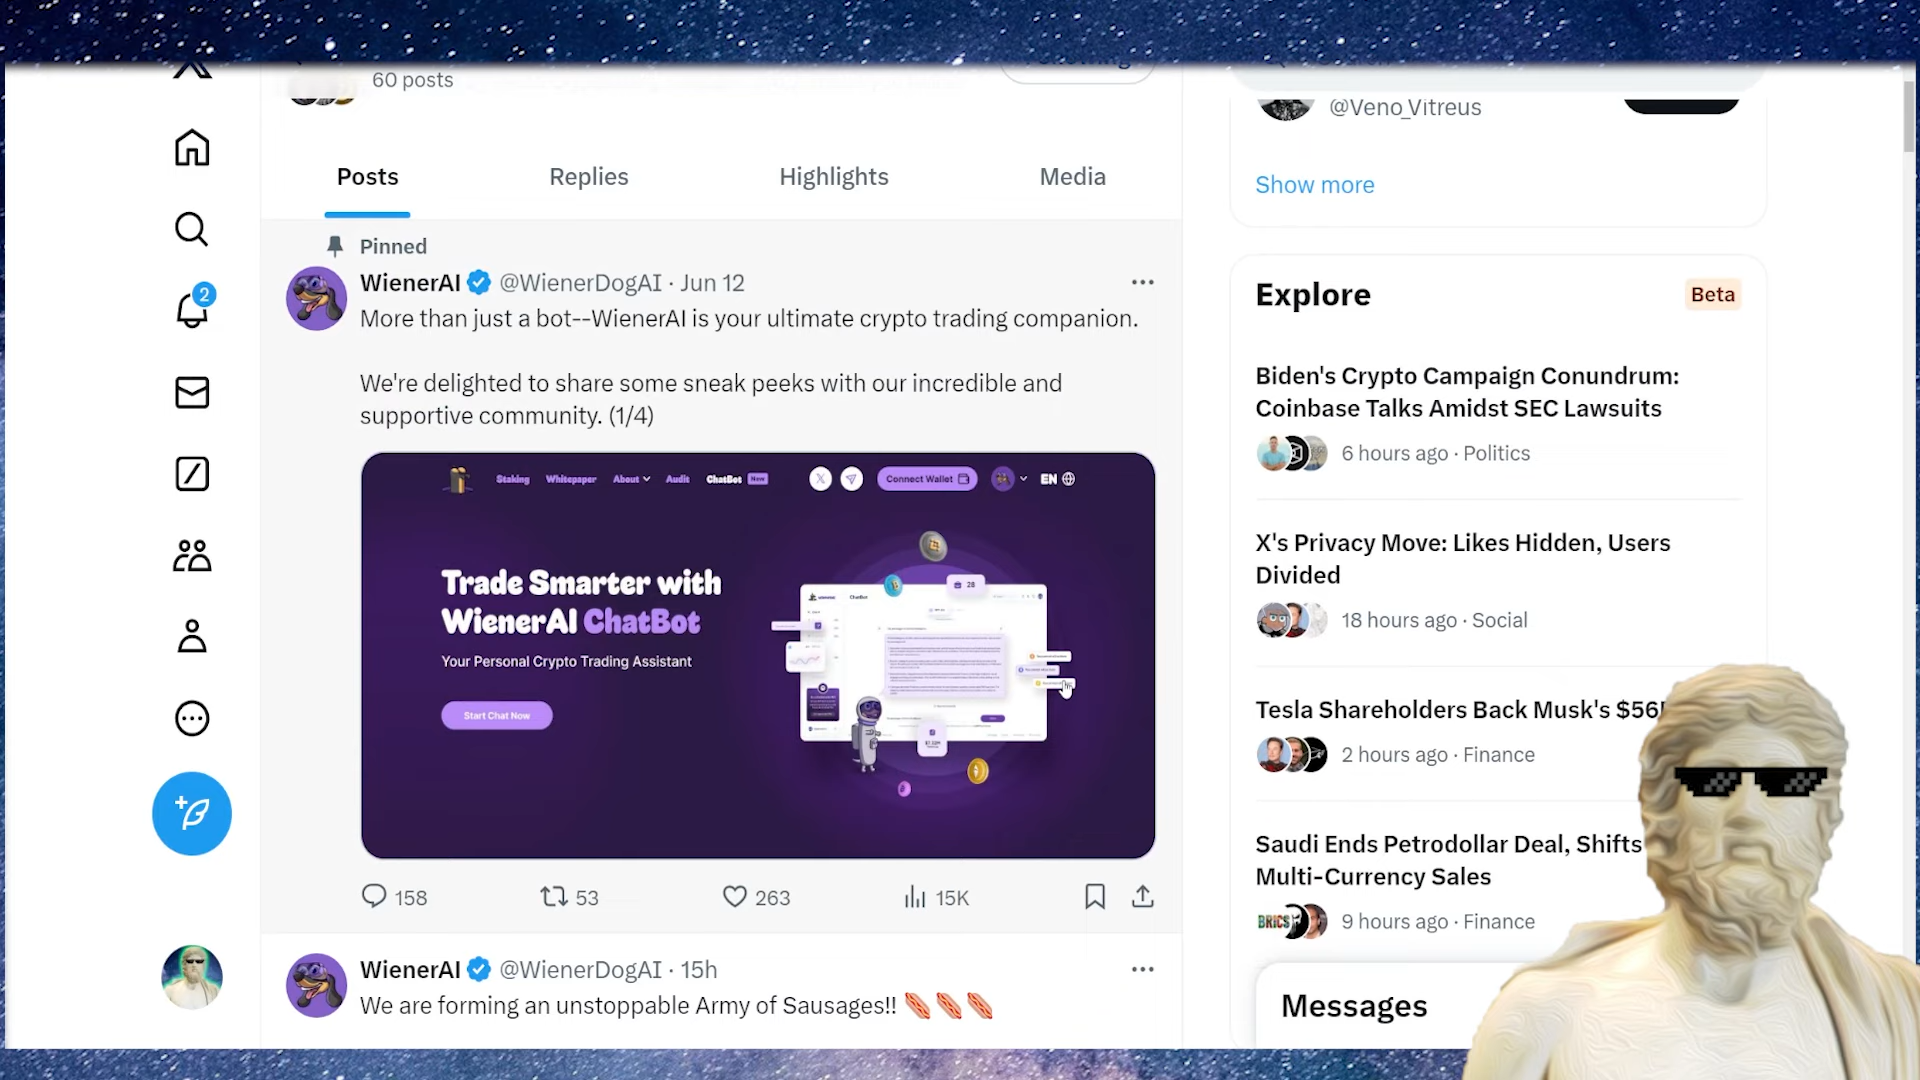 60 posts
Posts
Replies
Highlights
Media
Pinned
WienerAI @WienerDogAI · Jun 12
More than just a bot--WienerAI is your ultimate crypto trading companion.
We're delighted to share some sneak peeks with our incredible and
supportive community. (1/4)
Staking Whitepaper About Audit ChatBot New Connect Wallet EN
Trade Smarter with
WienerAI ChatBot
Your Personal Crypto Trading Assistant
Start Chat Now
28
ChatBot
158 53 263 15K
WienerAI @WienerDogAI · 15h
We are forming an unstoppable Army of Sausages!!
2
@Veno_Vitreus
Show more
Explore
Beta
Biden's Crypto Campaign Conundrum:
Coinbase Talks Amidst SEC Lawsuits
6 hours ago · Politics
X's Privacy Move: Likes Hidden, Users
Divided
18 hours ago · Social
Tesla Shareholders Back Musk's
2 hours ago · Finance
Saudi Ends Petrodollar Deal, Shifts
Multi-Currency Sales
BRICS
9 hours ago · Finance
Messages